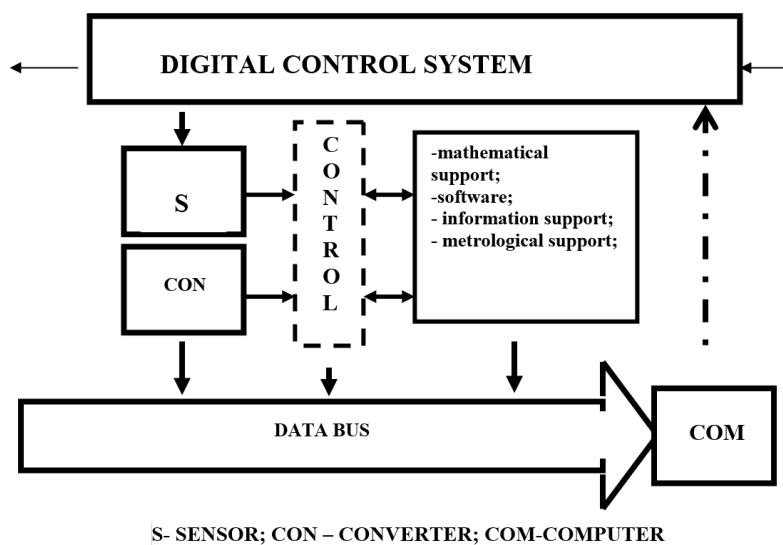 DIGITAL CONTROL SYSTEM
S
CON
CONTROL
-mathematical
support;
-software;
- information support;
- metrological support;
DATA BUS
COM
S- SENSOR; CON – CONVERTER; COM-COMPUTER